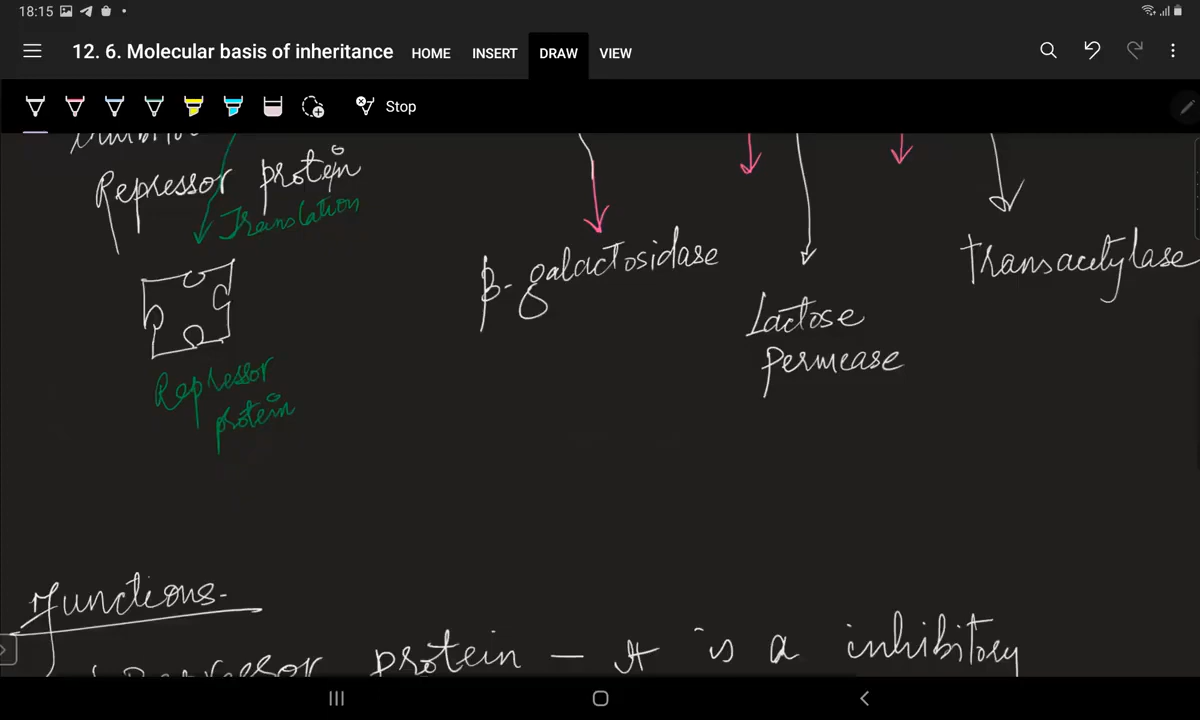 18:15
12. 6. Molecular basis of inheritance HOME INSERT DRAW VIEW
Stop
Repressor protein
Translation
β-galactosidase
transacetylase
Lactose
permease
Repressor
protein
Functions-
Repressor protein — It is a inhibitory